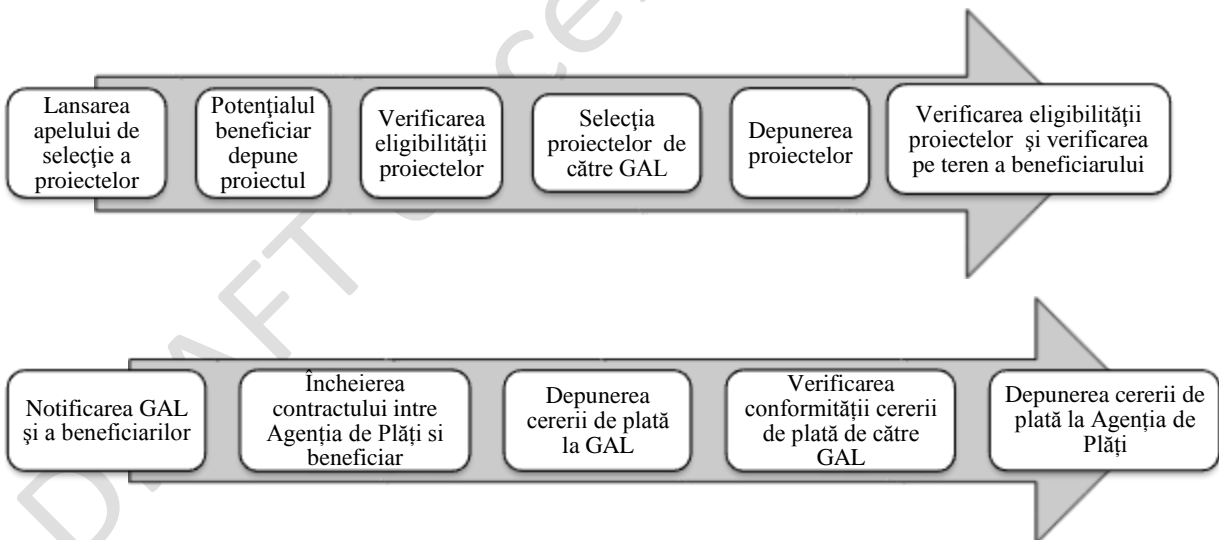 Lansarea
apelului de
selecţie a
proiectelor
Potenţialul
beneficiar
depune
proiectul
Verificarea
eligibilităţii
proiectelor
Selecţia
proiectelor de
către GAL
Depunerea
proiectelor
Verificarea eligibilităţii
proiectelor şi verificarea
pe teren a beneficiarului
Notificarea GAL
şi a beneficiarilor
Încheierea
contractului intre
Agenția de Plăți si
beneficiar
Depunerea
cererii de plată
la GAL
Verificarea
conformității cererii
de plată de către
GAL
Depunerea cererii de
plată la Agenția de
Plăți